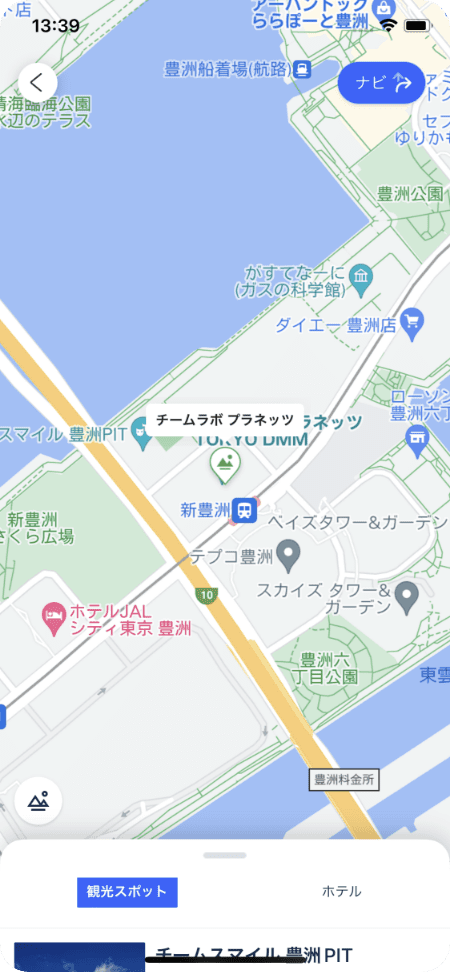 ト店
アーバンドック
ららぽーと豊洲
13:39
豊洲船着場(航路)
ナビ
晴海臨海公園
水辺のテラス
セブ
ゆりかも
豊洲公園
がすてなーに
(ガスの科学館)
ダイエー 豊洲店
ローソン
豊洲六丁
チームラボ プラネッツ
ラネッツ
TOKYO DMM
スマイル 豊洲PIT
新豊洲
ベイズタワー&ガーデン
新豊洲
さくら広場
テプコ豊洲
スカイズ タワー&
ガーデン
10
ホテルJAL
シティ東京 豊洲
豊洲六
丁目公園
東雲
豊洲料金所
観光スポット
ホテル
チームスマイル 豊洲PIT